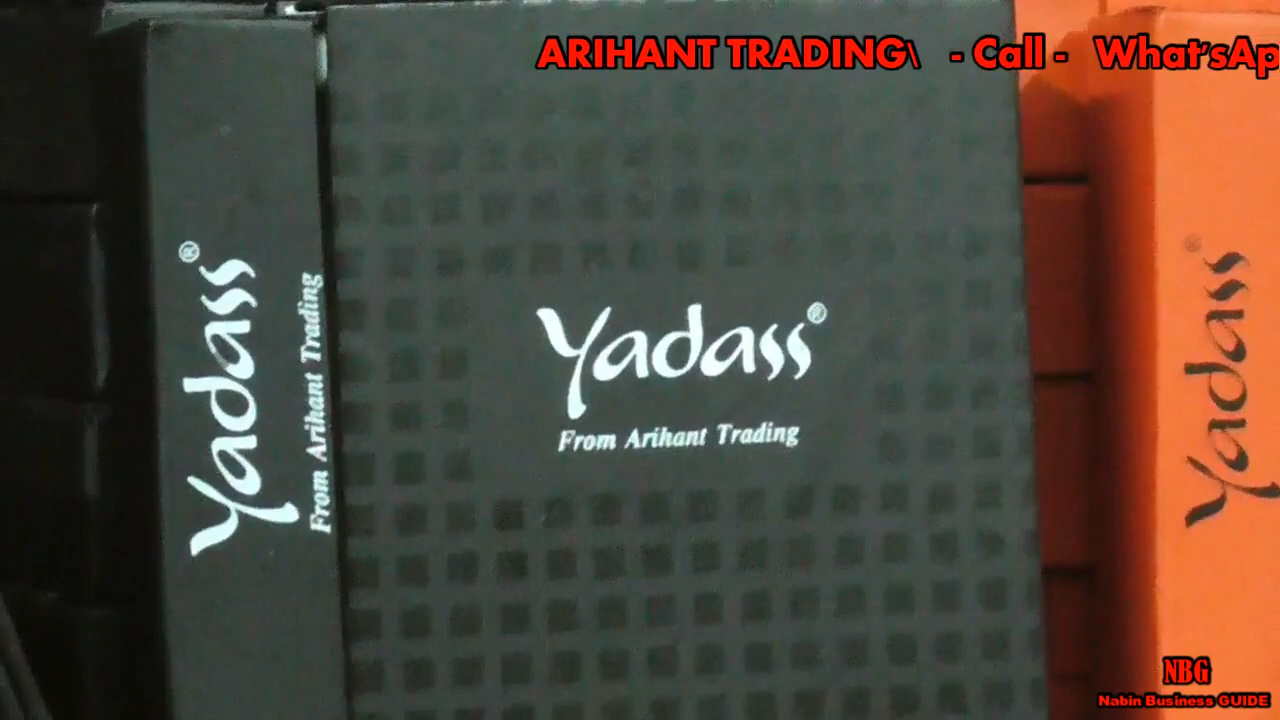 ARIHANT TRADING\ - Call - What'sAp
Yadass®
From Arihant Trading
Yadass®
From Arihant Trading
Yadass®
NBG
Nabin Business GUIDE